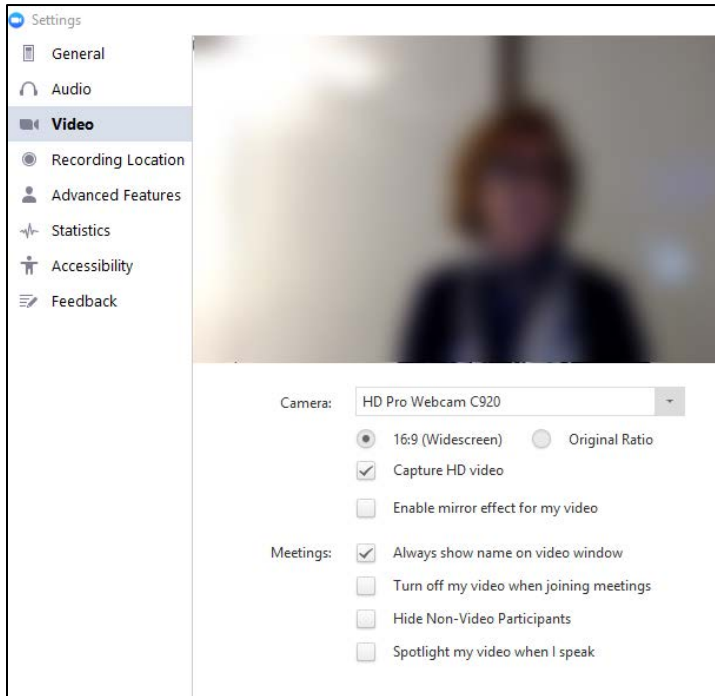 Settings
General
Audio
Video
Recording Location
Advanced Features
Statistics
Accessibility
Feedback
Camera: HD Pro Webcam C920
16:9 (Widescreen) Original Ratio
Capture HD video
Enable mirror effect for my video
Meetings: Always show name on video window
Turn off my video when joining meetings
Hide Non-Video Participants
Spotlight my video when I speak